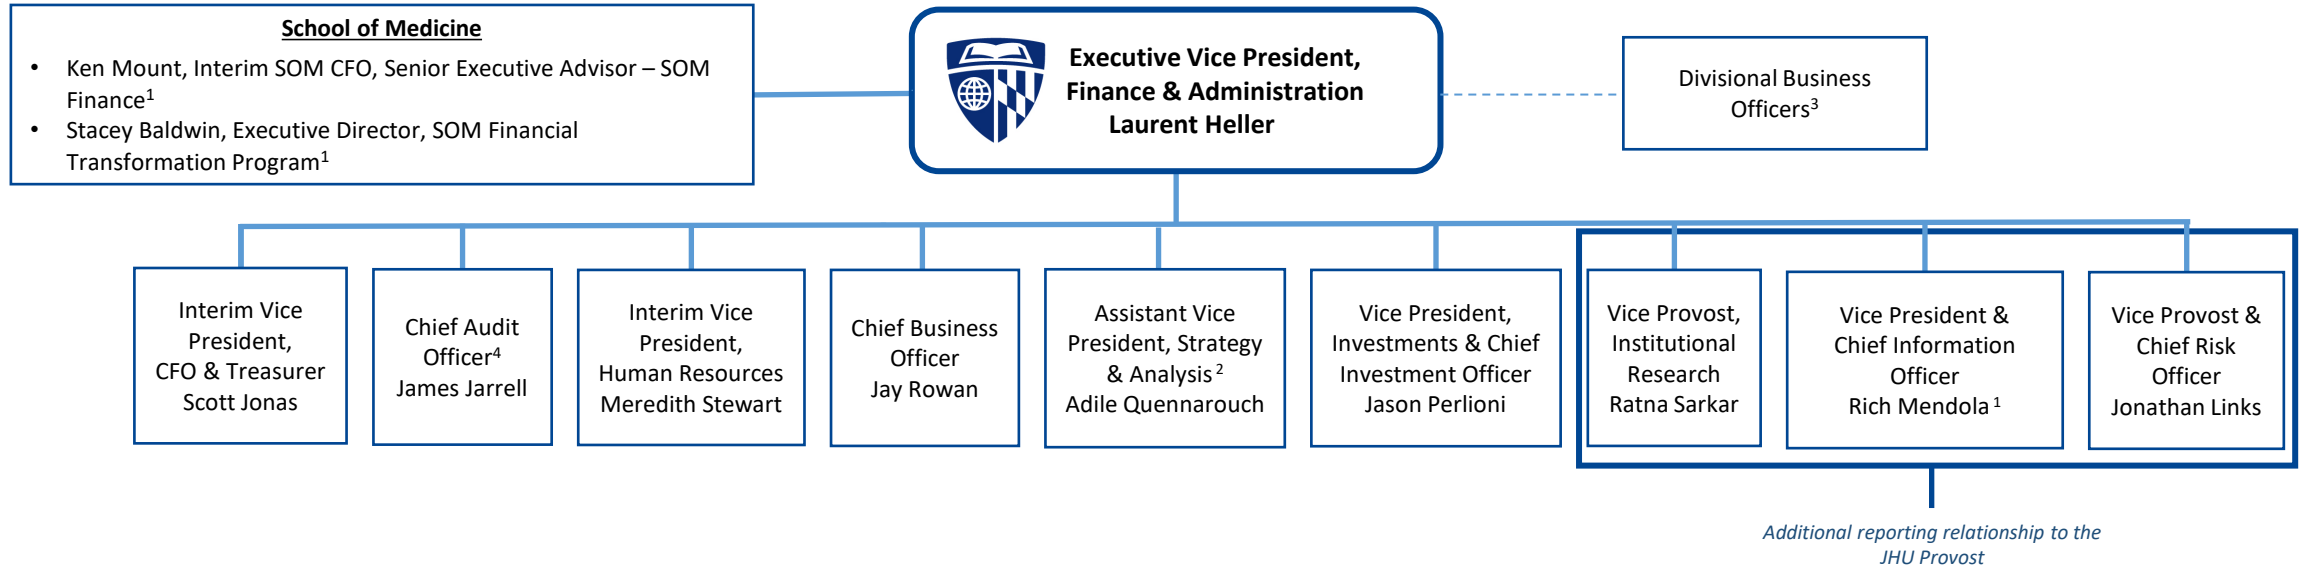 School of Medicine
• Ken Mount, Interim SOM CFO, Senior Executive Advisor – SOM
Finance¹
• Stacey Baldwin, Executive Director, SOM Financial
Transformation Program¹
Executive Vice President,
Finance & Administration
Laurent Heller
Divisional Business
Officers³
Interim Vice
President,
CFO & Treasurer
Scott Jonas
Chief Audit
Officer⁴
James Jarrell
Interim Vice
President,
Human Resources
Meredith Stewart
Chief Business
Officer
Jay Rowan
Assistant Vice
President, Strategy
& Analysis ²
Adile Quennarouch
Vice President,
Investments & Chief
Investment Officer
Jason Perlioni
Vice Provost,
Institutional
Research
Ratna Sarkar
Vice President &
Chief Information
Officer
Rich Mendola ¹
Vice Provost &
Chief Risk
Officer
Jonathan Links
Additional reporting relationship to the
JHU Provost